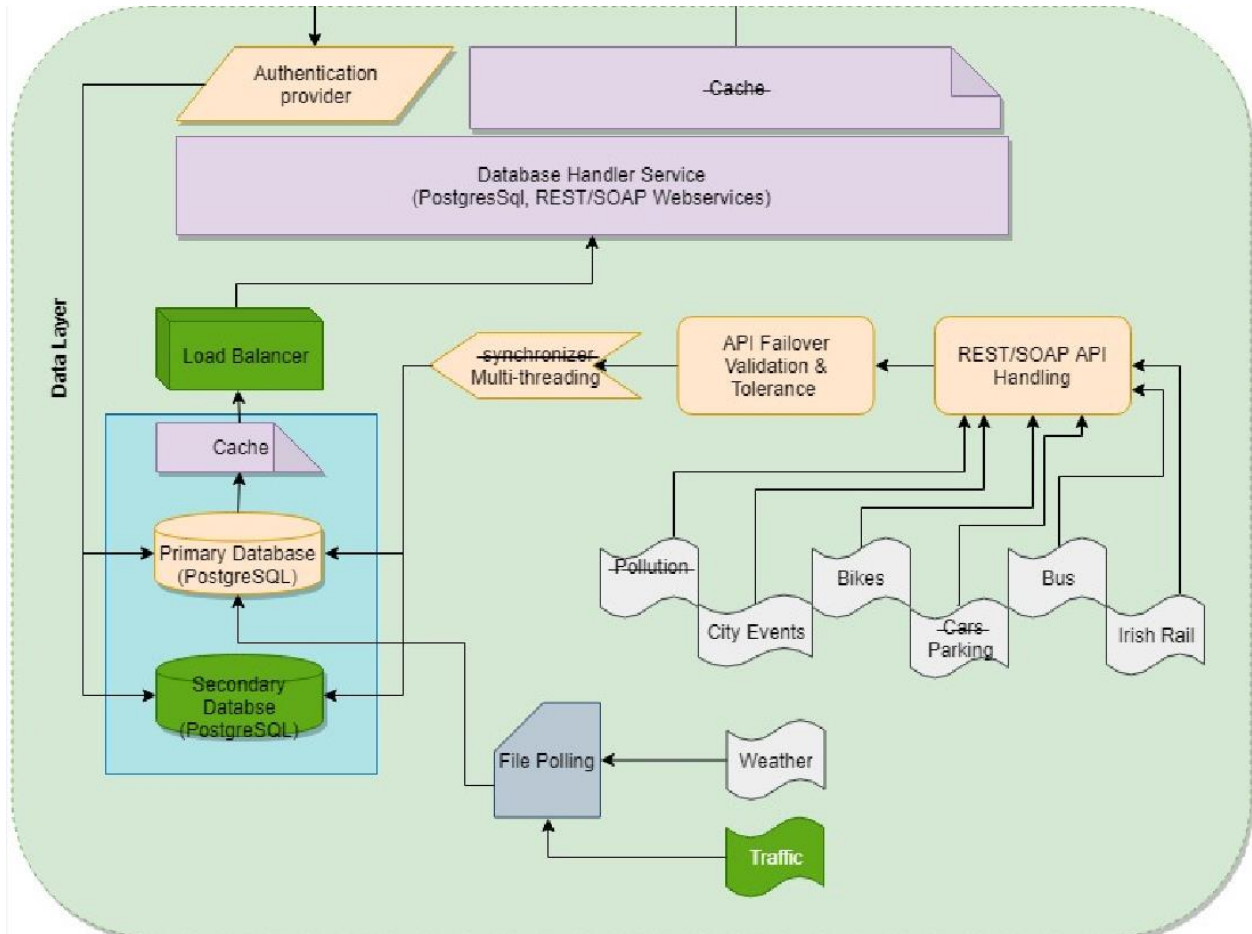 Authentication
provider
Cache
Database Handler Service
(PostgresSql, REST/SOAP Webservices)
Data Layer
Load Balancer
synchronizer
Multi-threading
API Failover
Validation &
Tolerance
REST/SOAP API
Handling
Cache
Primary Database
(PostgreSQL)
Pollution
City Events
Bikes
Cars
Parking
Bus
Irish Rail
Secondary
Databse
(PostgreSQL)
File Polling
Weather
Traffic